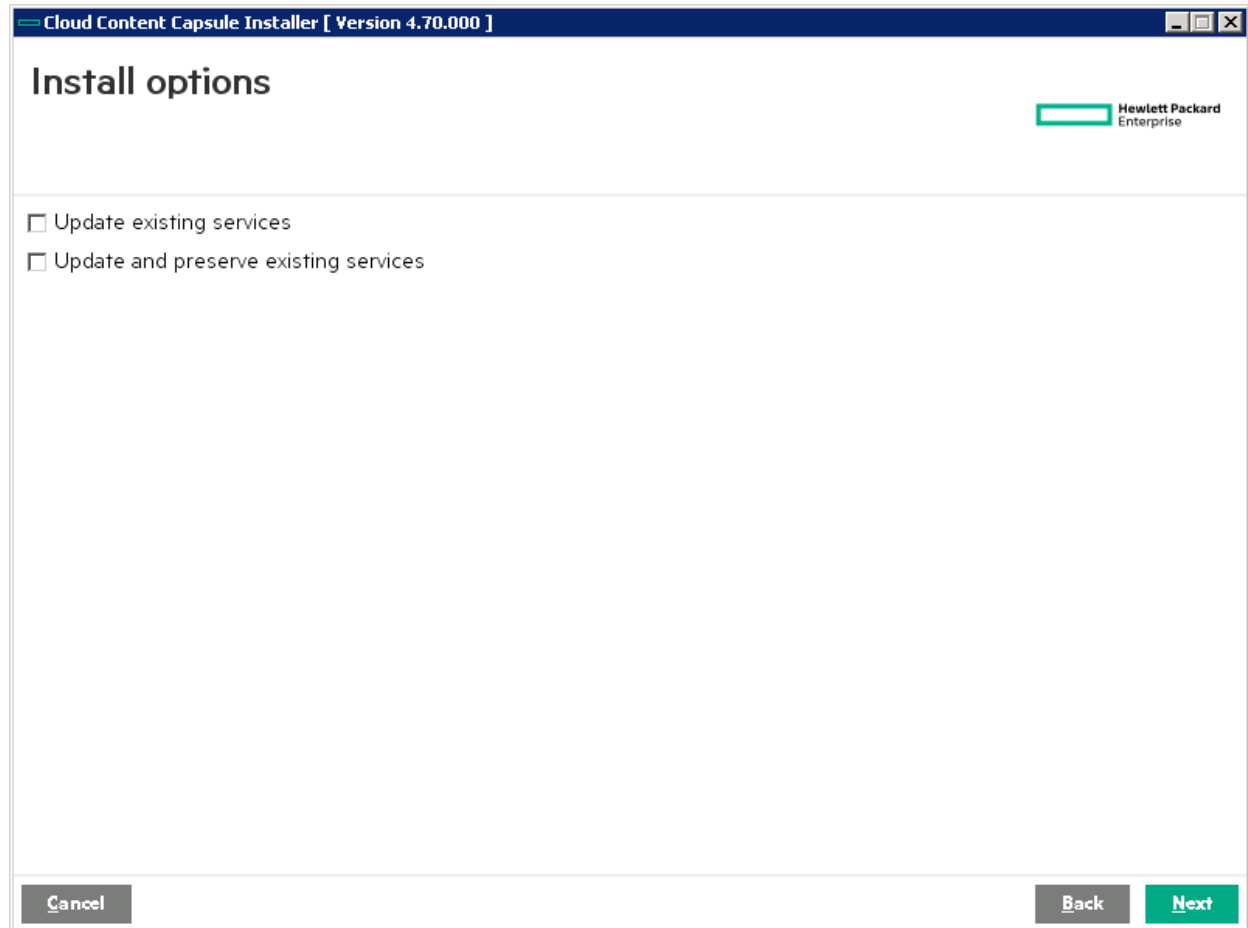 Cloud Content Capsule Installer [ Version 4.70.000 ]
Install options
Hewlett Packard
Enterprise
Update existing services
Update and preserve existing services
Cancel
Back
Next